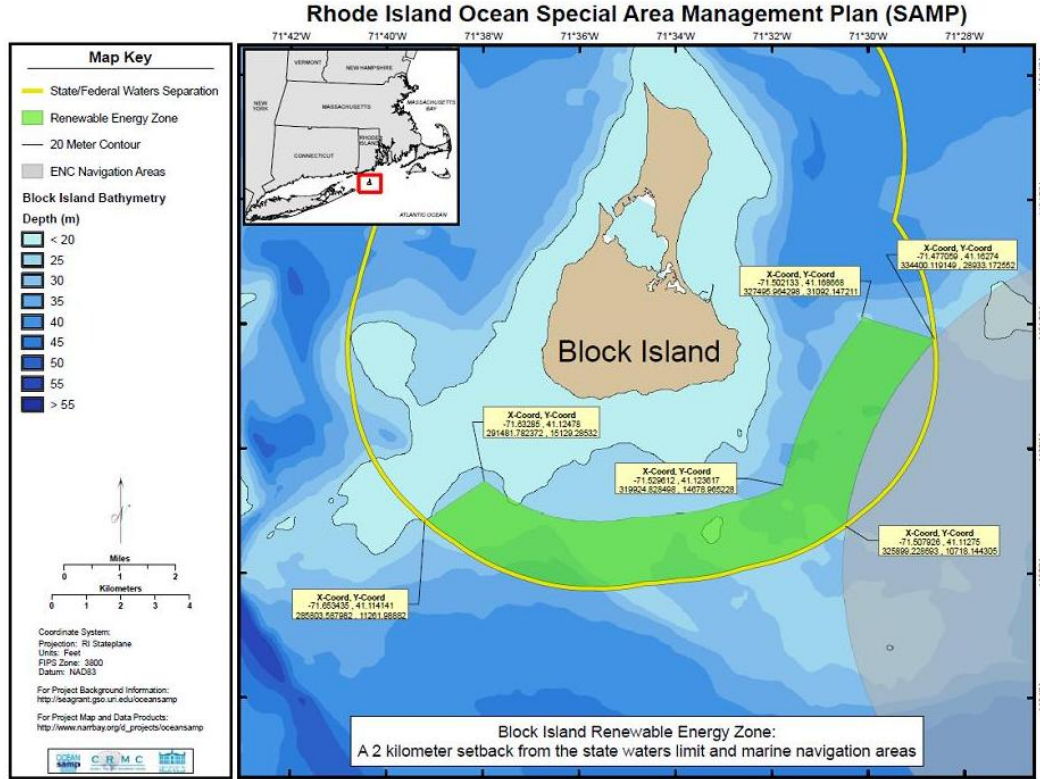 Rhode Island Ocean Special Area Management Plan (SAMP)
71°42'W 71°40'W 71°38'W 71°36'W 71°34'W 71°32'W 71°30'W 71°28'W
Map Key
State/Federal Waters Separation
Renewable Energy Zone
20 Meter Contour
ENC Navigation Areas
Block Island Bathymetry
Depth (m)
< 20
25
30
35
40
45
50
55
> 55
Miles
0 1 2
Kilometers
0 1 2 3 4
Coordinate System:
Projection: RI Stateplane
Units: Feet
FIPS Zone: 3800
Datum: NAD83
For Project Background Information:
http://seagrant.gso.uri.edu/oceansamp
For Project Map and Data Products:
http://www.narrbay.org/d_projects/oceansamp
OCEAN
samp
CRMC
VERMONT
NEW HAMPSHIRE
NEW
YORK
MASSACHUSETTS
MASSACHUSETTS
BAY
CONNECTICUT
RHODE
ISLAND
ATLANTIC OCEAN
Block Island
X-Coord, Y-Coord
-71.477059 , 41.16274
334400.119149 , 28933.172552
X-Coord, Y-Coord
-71.502133 , 41.168668
327495.964298 , 31092.147211
X-Coord, Y-Coord
-71.63285 , 41.12478
291481.782372 , 15129.28532
X-Coord, Y-Coord
-71.529612 , 41.123617
319924.828498 , 14678.965228
X-Coord, Y-Coord
-71.507926 , 41.11275
325899.228693 , 10718.144305
X-Coord, Y-Coord
-71.653435 , 41.114141
Block Island Renewable Energy Zone:
A 2 kilometer setback from the state waters limit and marine navigation areas